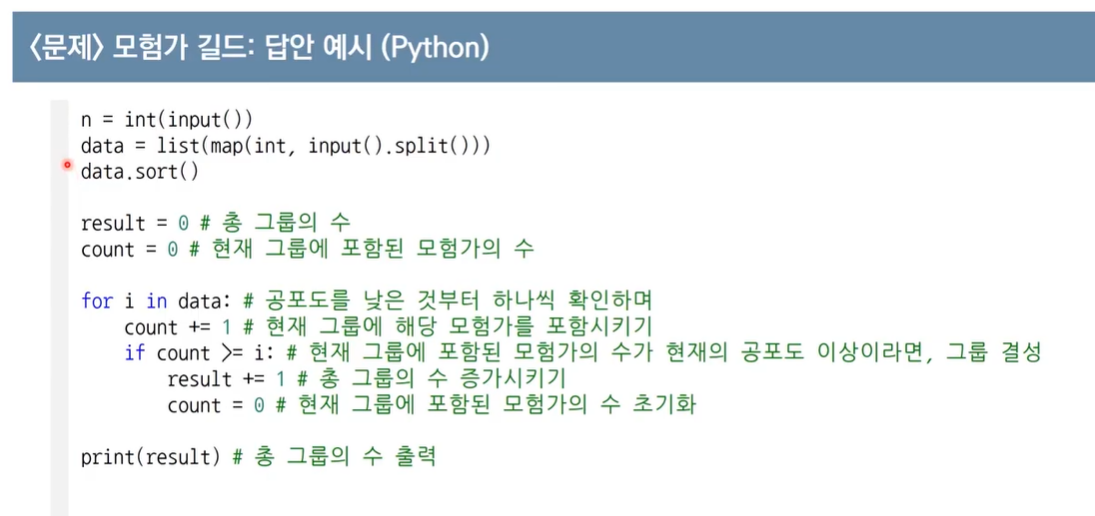 <문제> 모험가 길드: 답안 예시 (Python)
n = int(input())
data = list(map(int, input().split()))
data.sort()
result = 0 # 총 그룹의 수
count = 0 # 현재 그룹에 포함된 모험가의 수
for i in data: # 공포도를 낮은 것부터 하나씩 확인하며
    count += 1 # 현재 그룹에 해당 모험가를 포함시키기
    if count >= i: # 현재 그룹에 포함된 모험가의 수가 현재의 공포도 이상이라면, 그룹 결성
        result += 1 # 총 그룹의 수 증가시키기
        count = 0 # 현재 그룹에 포함된 모험가의 수 초기화
print(result) # 총 그룹의 수 출력